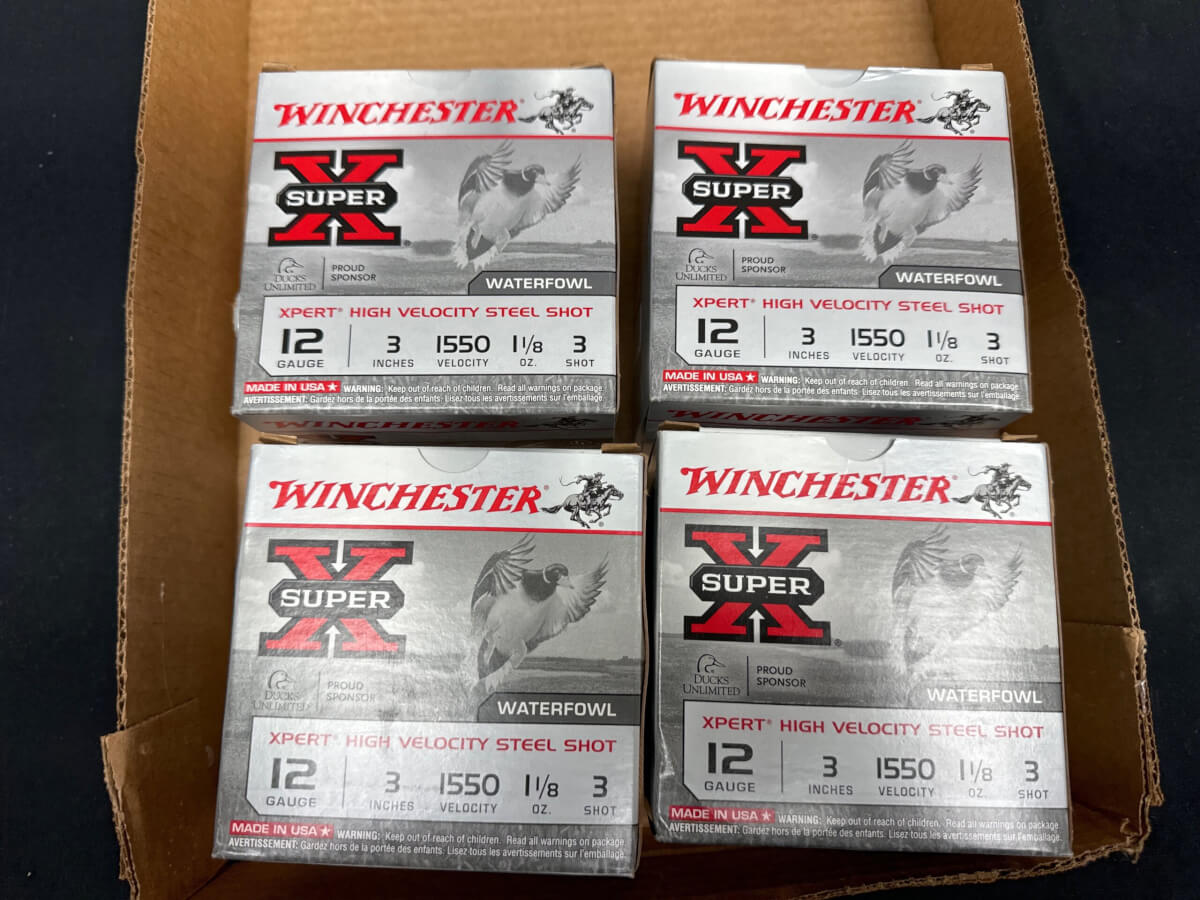 WINCHESTER®
X
SUPER
®
DUCKS
UNLIMITED
PROUD
SPONSOR
WATERFOWL
XPERT® HIGH VELOCITY STEEL SHOT
12
GAUGE
3
INCHES
1550
VELOCITY
1 1/8
OZ.
3
SHOT
MADE IN USA ★ WARNING: Keep out of reach of children. Read all warnings on package.
AVERTISSEMENT: Gardez hors de la portée des enfants. Lisez tous les avertissements sur l'emballage.
WINCHESTER
WINCHESTER®
X
SUPER
®
DUCKS
UNLIMITED
PROUD
SPONSOR
WATERFOWL
XPERT® HIGH VELOCITY STEEL SHOT
12
GAUGE
3
INCHES
1550
VELOCITY
1 1/8
OZ.
3
SHOT
MADE IN USA ★ WARNING: Keep out of reach of children. Read all warnings on package.
AVERTISSEMENT: Gardez hors de la portée des enfants. Lisez tous les avertissements sur l'emballage.
WINCHESTER
WINCHESTER®
X
SUPER
DUCKS
UNLIMITED
PROUD
SPONSOR
WATERFOWL
XPERT® HIGH VELOCITY STEEL SHOT
12
GAUGE
3
INCHES
1550
VELOCITY
1 1/8
OZ.
3
SHOT
MADE IN USA ★ WARNING: Keep out of reach of children. Read all warnings on package.
AVERTISSEMENT: Gardez hors de la portée des enfants. Lisez tous les avertissements sur l'emballage.
WINCHESTER®
X
SUPER
®
DUCKS
UNLIMITED
PROUD
SPONSOR
WATERFOWL
XPERT® HIGH VELOCITY STEEL SHOT
12
GAUGE
3
INCHES
1550
VELOCITY
1 1/8
OZ.
3
SHOT
MADE IN USA ★ WARNING: Keep out of reach of children. Read all warnings on package.
AVERTISSEMENT: Gardez hors de la portée des enfants. Lisez tous les avertissements sur l'emballage.